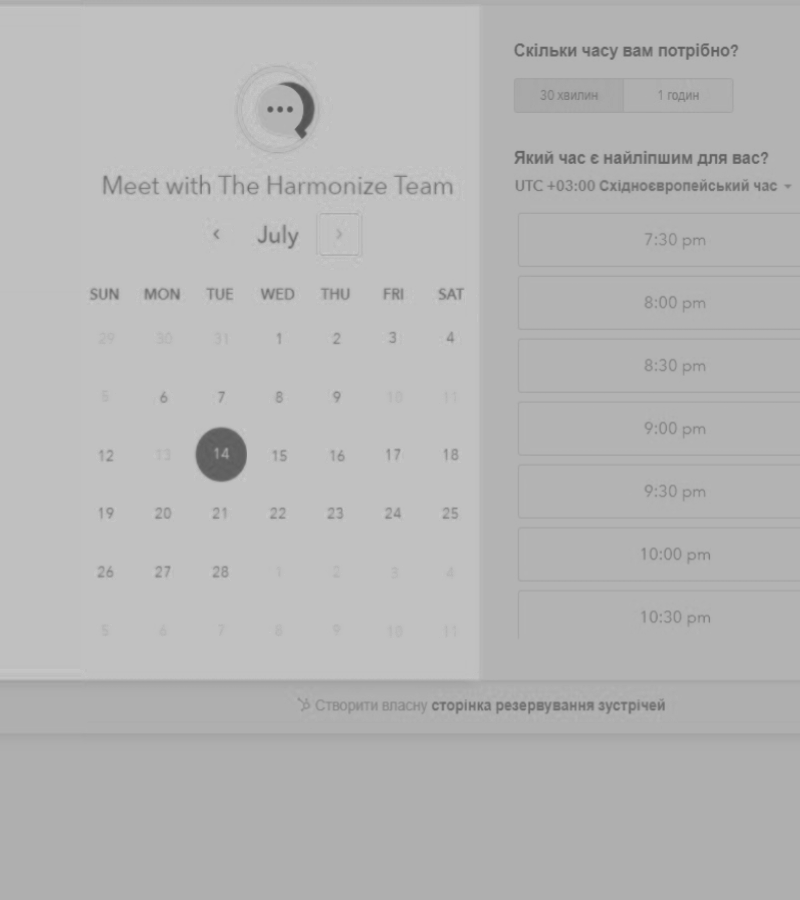 Meet with The Harmonize Team
July
SUN MON TUE WED THU FRI SAT
29 30 31 1 2 3 4
5 6 7 8 9 10 11
12 13 14 15 16 17 18
19 20 21 22 23 24 25
26 27 28 1 2 3 4
5 6 7 8 9 10 11
Скільки часу вам потрібно?
30 хвилин 1 годин
Який час є найліпшим для вас?
UTC +03:00 Східноєвропейський час
7:30 pm
8:00 pm
8:30 pm
9:00 pm
9:30 pm
10:00 pm
10:30 pm
Створити власну сторінка резервування зустрічей